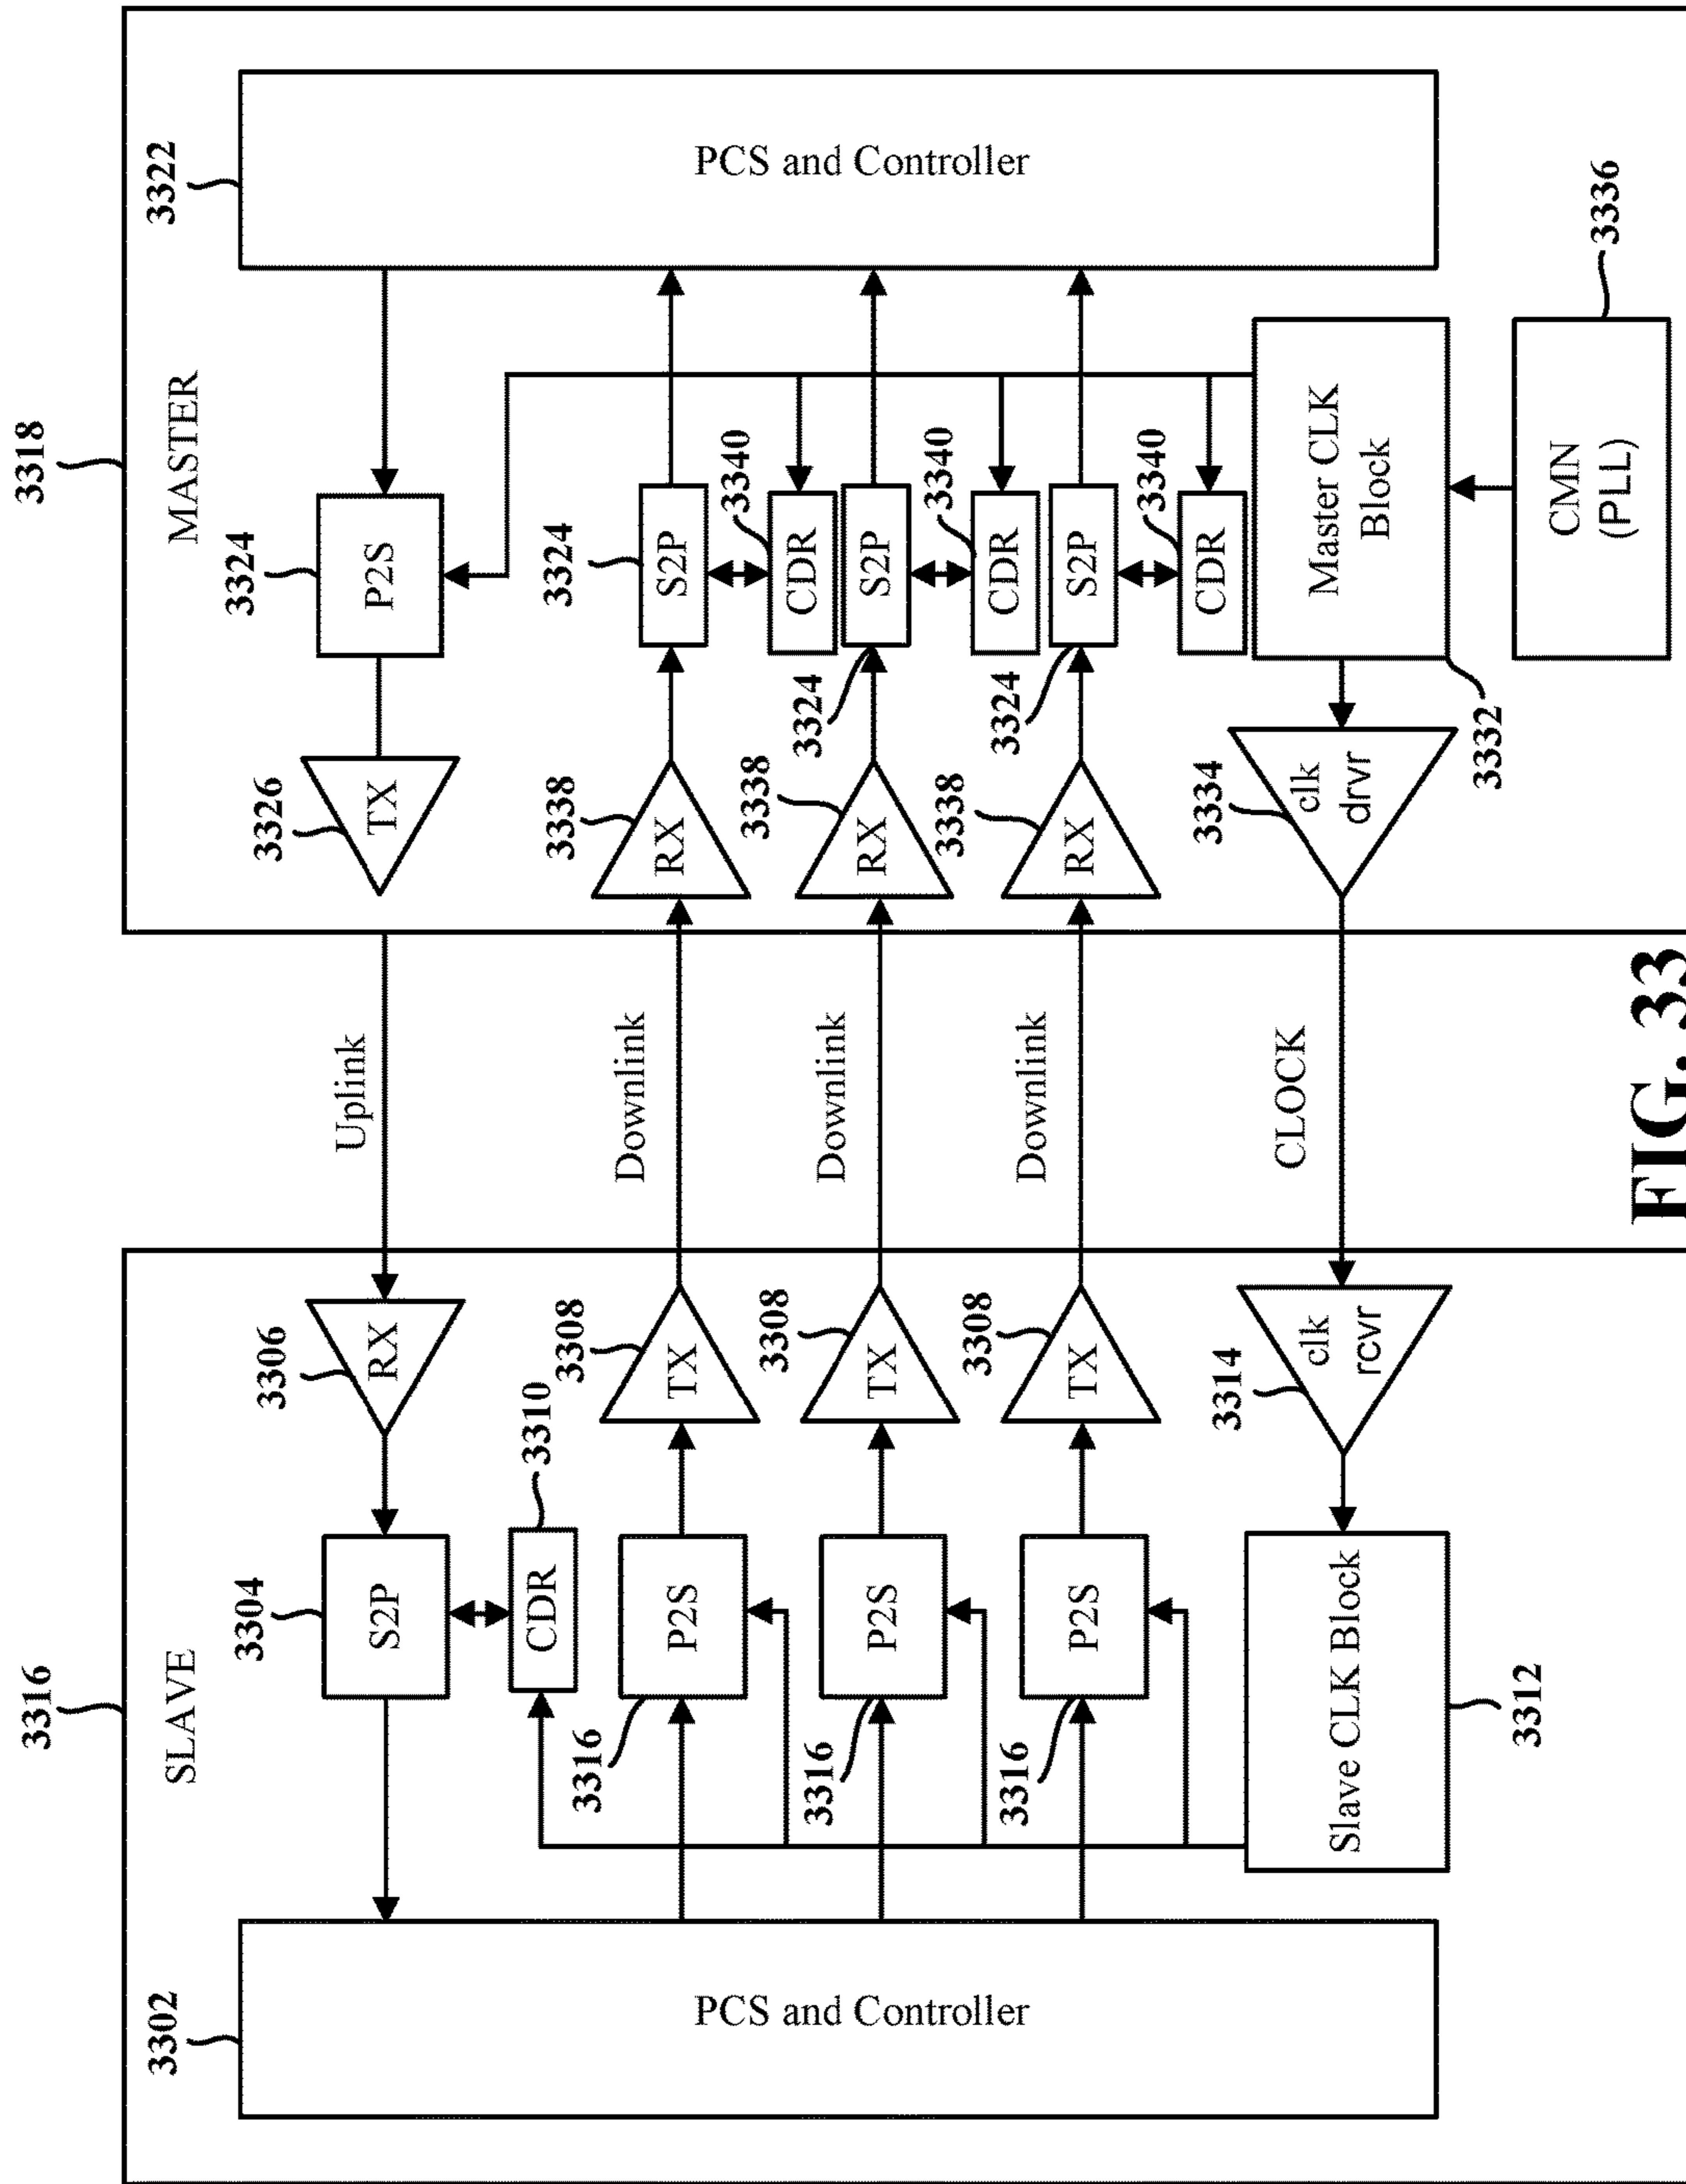 3316
3318
SLAVE
MASTER
3302
3304
3306
3326
3324
3322
S2P
RX
Uplink
TX
P2S
CDR
3310
3316
P2S
3308
TX
Downlink
3338
RX
3324
S2P
3340
CDR
PCS and Controller
PCS and Controller
3316
P2S
3308
TX
Downlink
3338
RX
3324
S2P
3340
CDR
3316
P2S
3308
TX
Downlink
3338
RX
3324
S2P
3340
CDR
3314
3334
Slave CLK Block
clk
rcvr
CLOCK
clk
drvr
Master CLK
Block
3312
3332
CMN
(PLL)
3336
FIG. 33